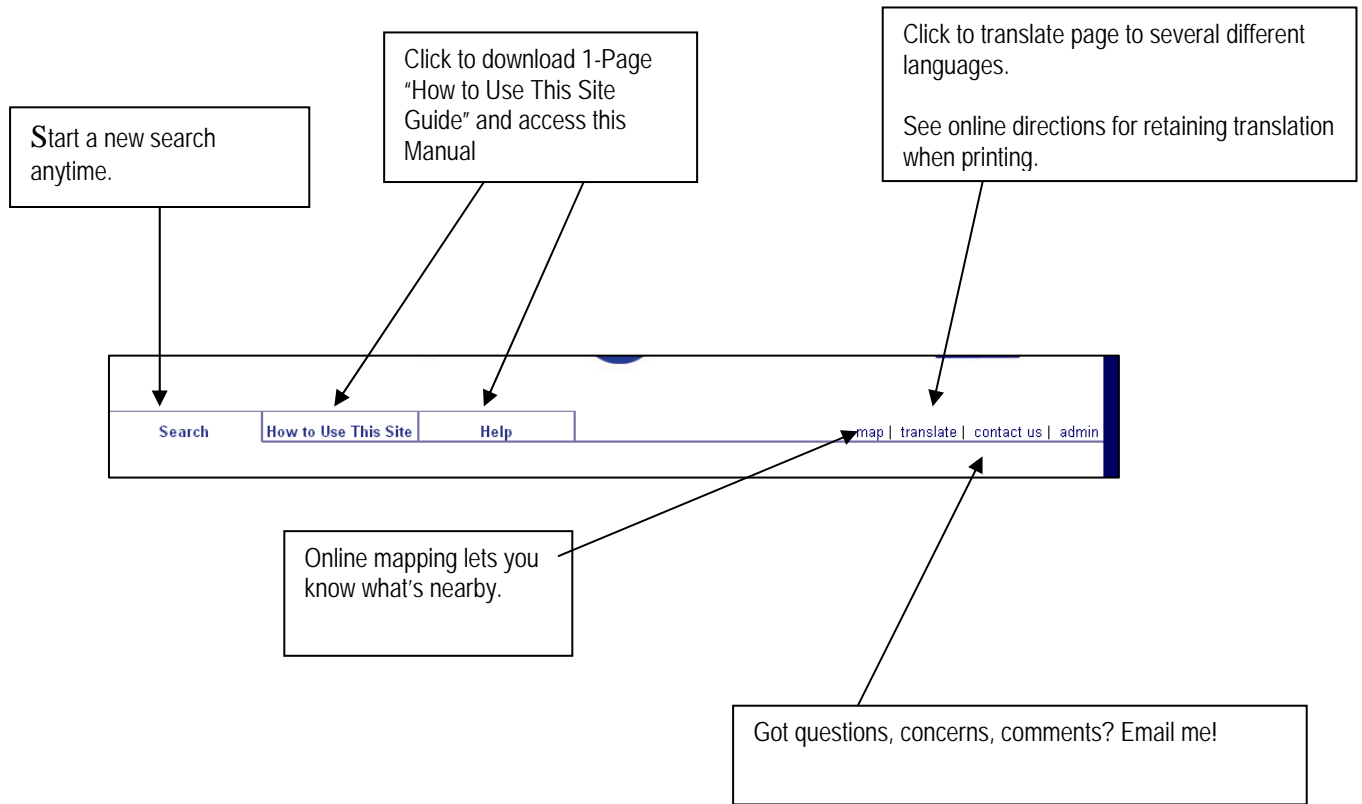 Click to translate page to several different
languages.
See online directions for retaining translation
when printing.
Click to download 1-Page
“How to Use This Site
Guide” and access this
Manual
Start a new search
anytime.
Search How to Use This Site Help map | translate | contact us | admin
Online mapping lets you
know what's nearby.
Got questions, concerns, comments? Email me!